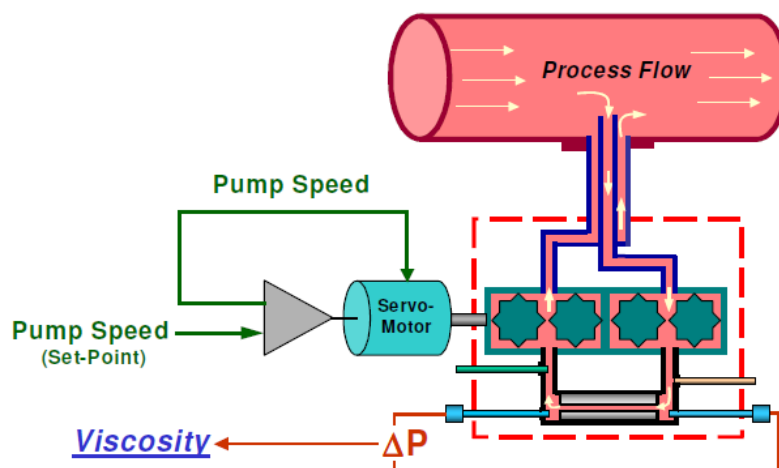 Process Flow
Pump Speed
Servo-
Motor
Pump Speed
(Set-Point)
Viscosity
ΔP